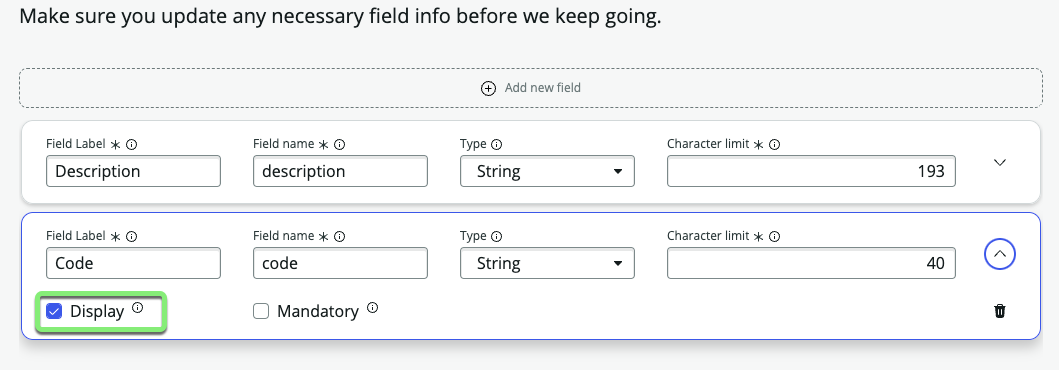 Make sure you update any necessary field info before we keep going.
Add new field
Field Label * Field name * Type Character limit *
Description description String 193
Field Label * Field name * Type Character limit *
Code code String 40
Display Mandatory